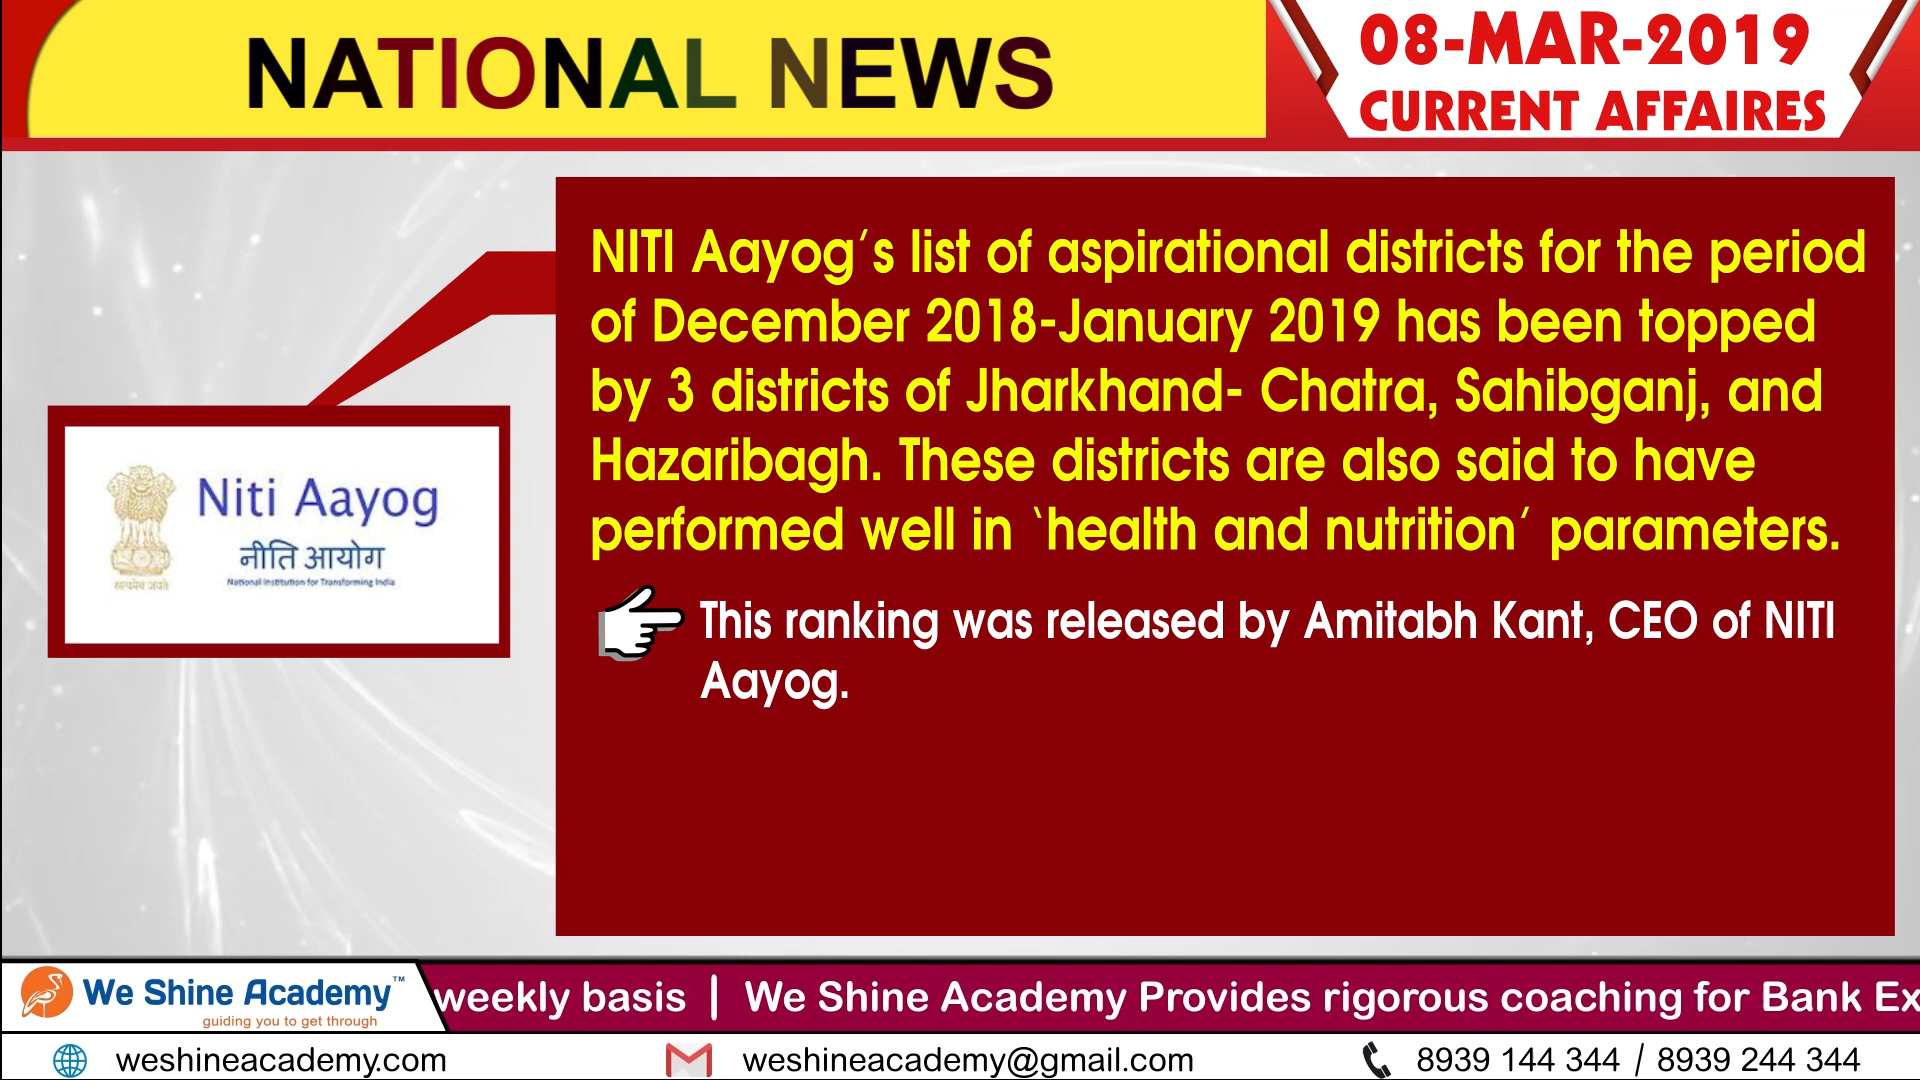 NATIONAL NEWS
08-MAR-2019
CURRENT AFFAIRES
NITI Aayog´s list of aspirational districts for the period
of December 2018-January 2019 has been topped
by 3 districts of Jharkhand- Chatra, Sahibganj, and
Hazaribagh. These districts are also said to have
performed well in `health and nutrition´ parameters.
This ranking was released by Amitabh Kant, CEO of NITI
Aayog.
Niti Aayog
नीति आयोग
National Institution for Transforming India
सत्यमेव जयते
We Shine Academy™
guiding you to get through
weekly basis | We Shine Academy Provides rigorous coaching for Bank Ex
weshineacademy.com
weshineacademy@gmail.com
8939 144 344 / 8939 244 344